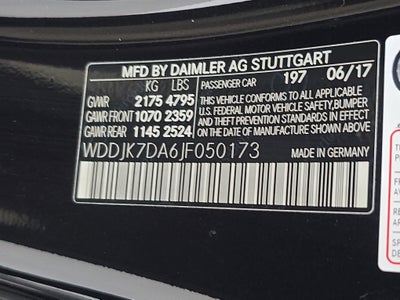 MFD BY DAIMLER AG STUTTGART
KG LBS PASSENGER CAR 197 06/17
GVWR 2175 4795 THIS VEHICLE CONFORMS TO ALL APPLICABLE
GAWR FRONT 1070 2359 U.S. FEDERAL MOTOR VEHICLE SAFETY, BUMPER
GAWR REAR 1145 2524 AND THEFT PREVENTION STANDARDS IN EFFECT
ON THE DATE OF MANUFACTURE SHOWN ABOVE.
WDDJK7DA6JF050173 MADE IN GERMANY